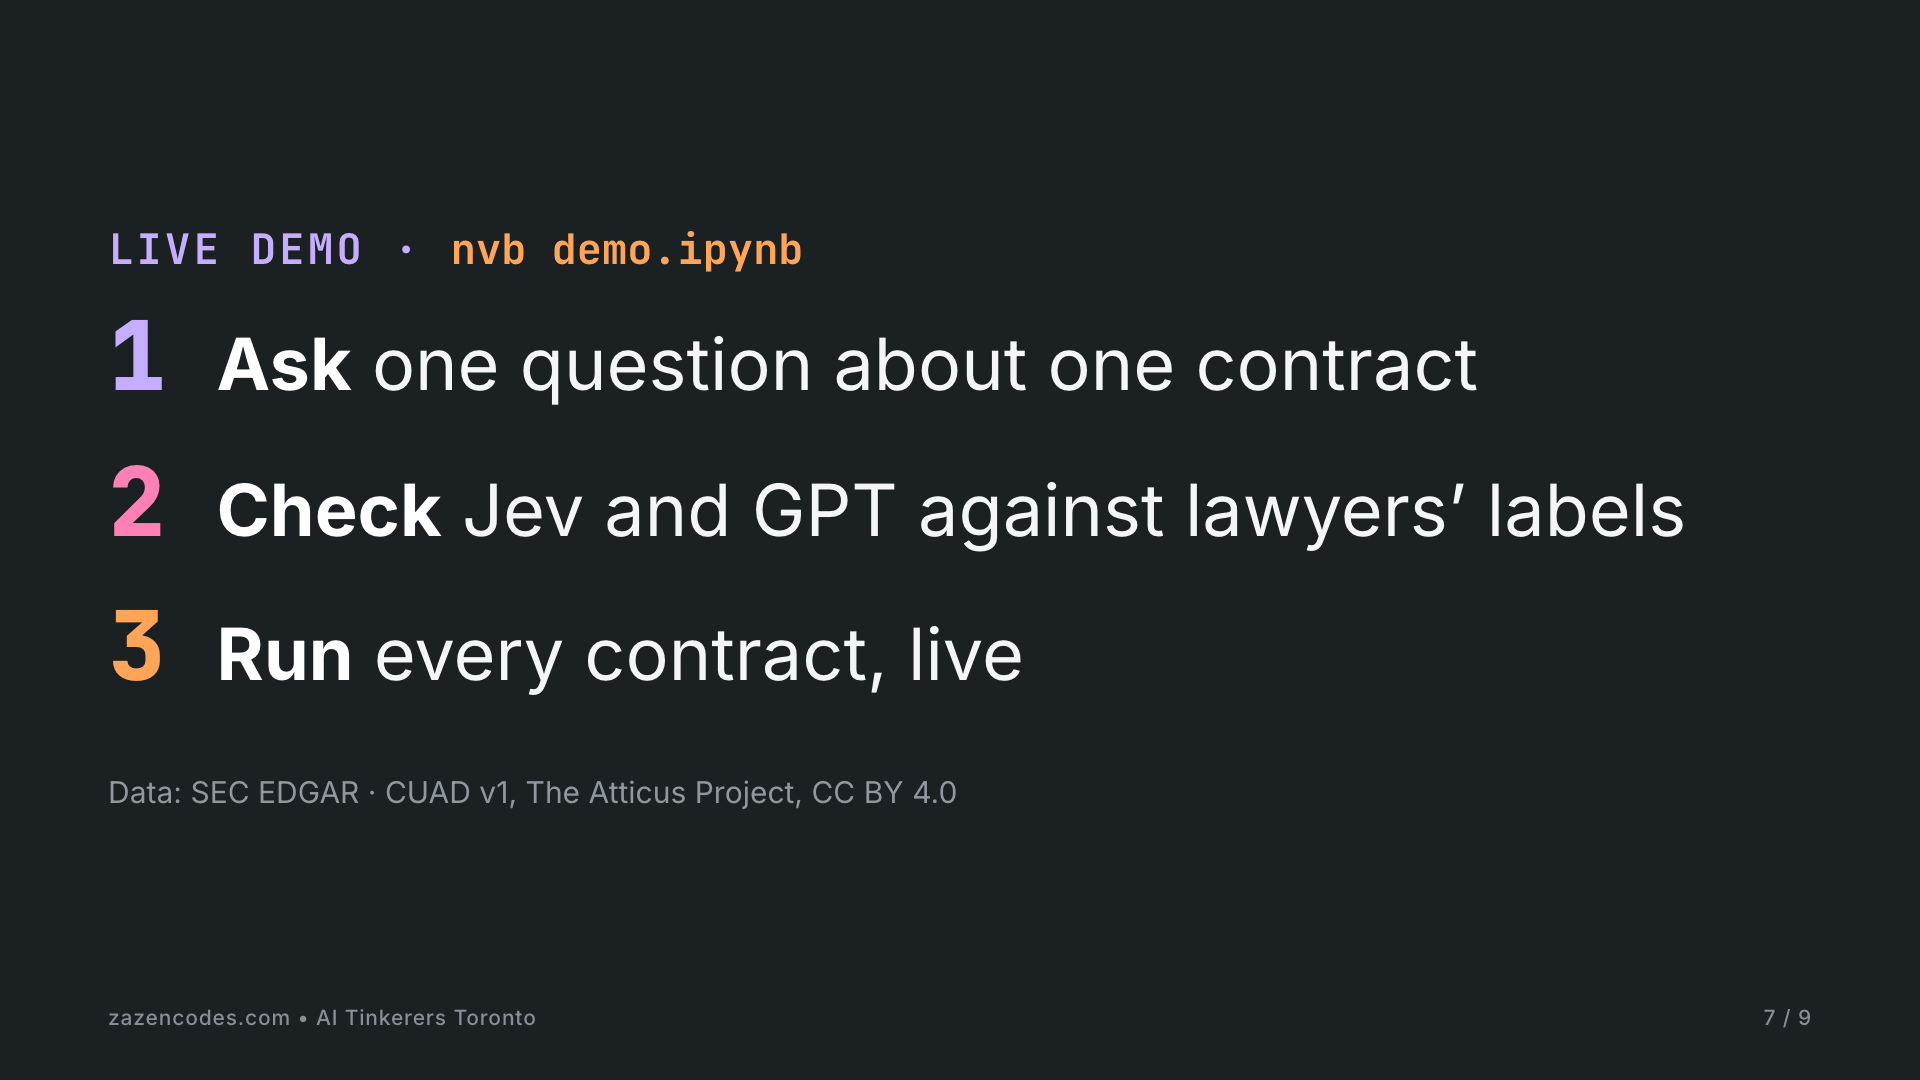 LIVE DEMO · nvb demo.ipynb
1 Ask one question about one contract
2 Check Jev and GPT against lawyers’ labels
3 Run every contract, live
Data: SEC EDGAR · CUAD v1, The Atticus Project, CC BY 4.0
zazencodes.com • AI Tinkerers Toronto
7 / 9